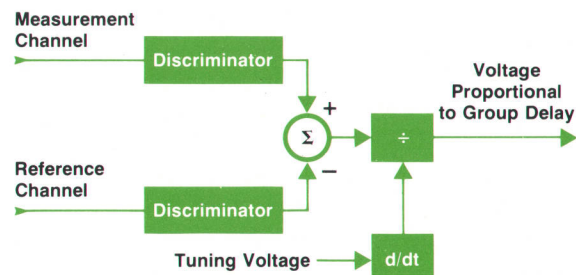 Measurement
Channel
Discriminator
Voltage
Proportional
to Group Delay
+
Σ
÷
−
Reference
Channel
Discriminator
Tuning Voltage
d/dt